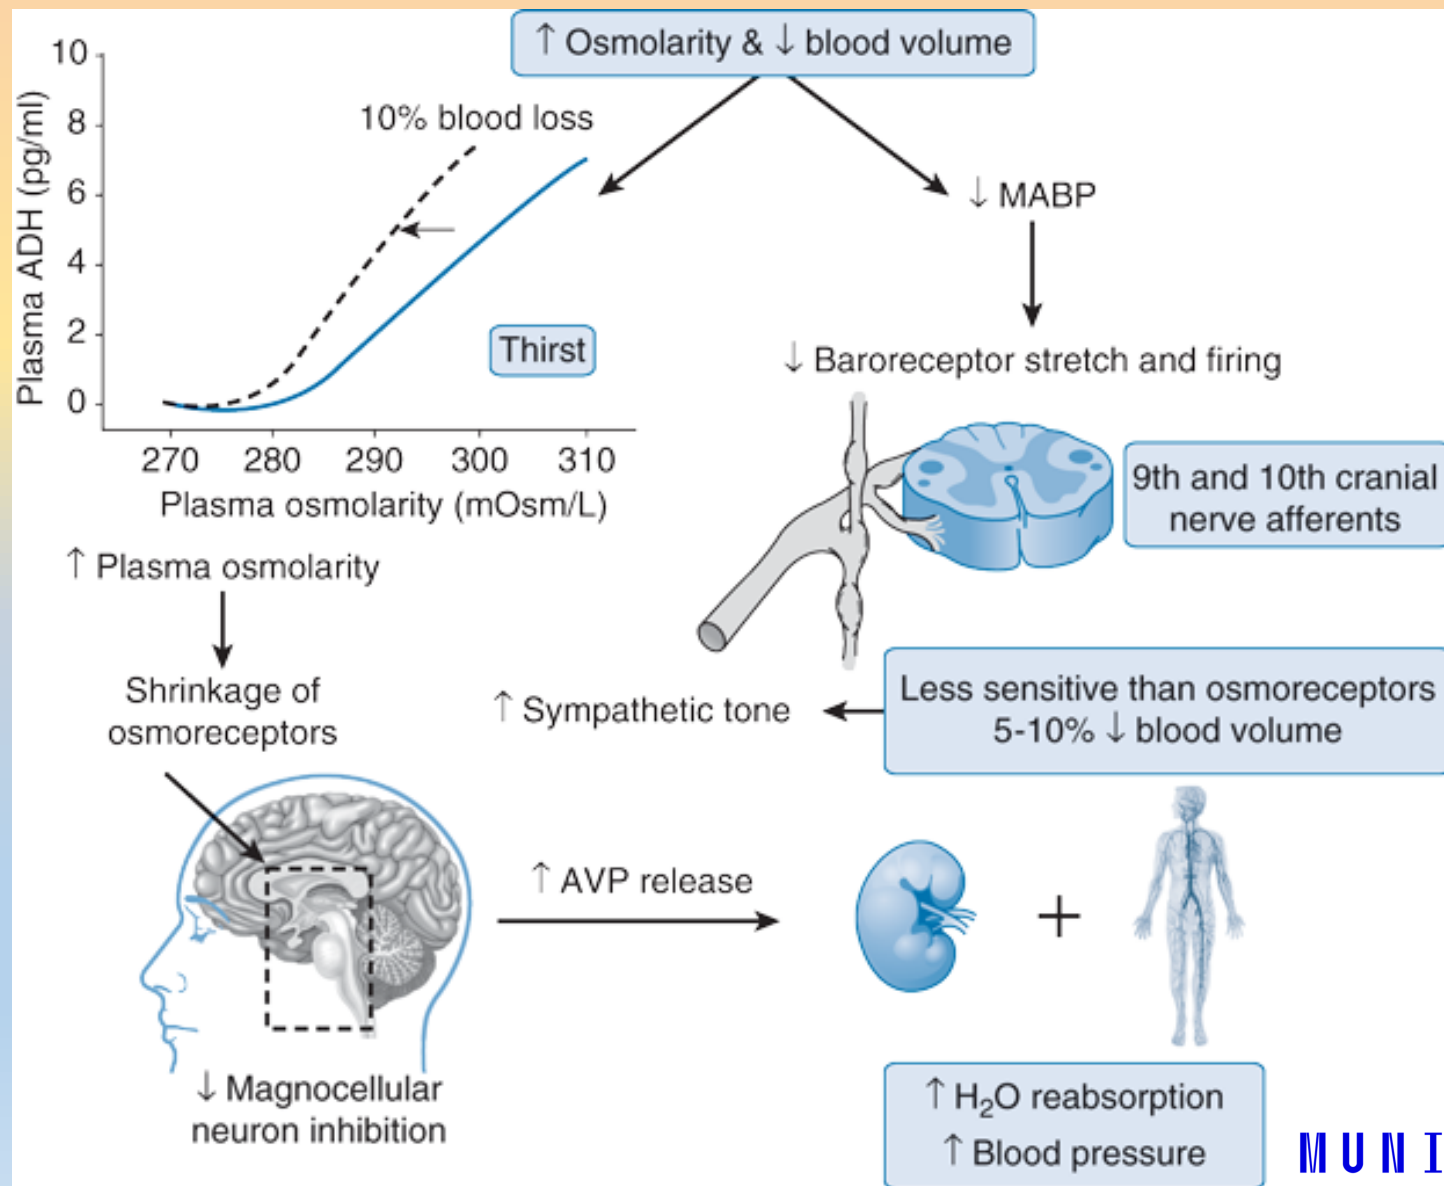 ↑ Osmolarity & ↓ blood volume
10
8
6
4
2
0
Plasma ADH (pg/ml)
10% blood loss
Thirst
270 280 290 300 310
Plasma osmolarity (mOsm/L)
↓ MABP
↓ Baroreceptor stretch and firing
9th and 10th cranial
nerve afferents
↑ Plasma osmolarity
Shrinkage of
osmoreceptors
↑ Sympathetic tone
Less sensitive than osmoreceptors
5-10% ↓ blood volume
↑ AVP release
+
↓ Magnocellular
neuron inhibition
↑ H₂O reabsorption
↑ Blood pressure
MUNI